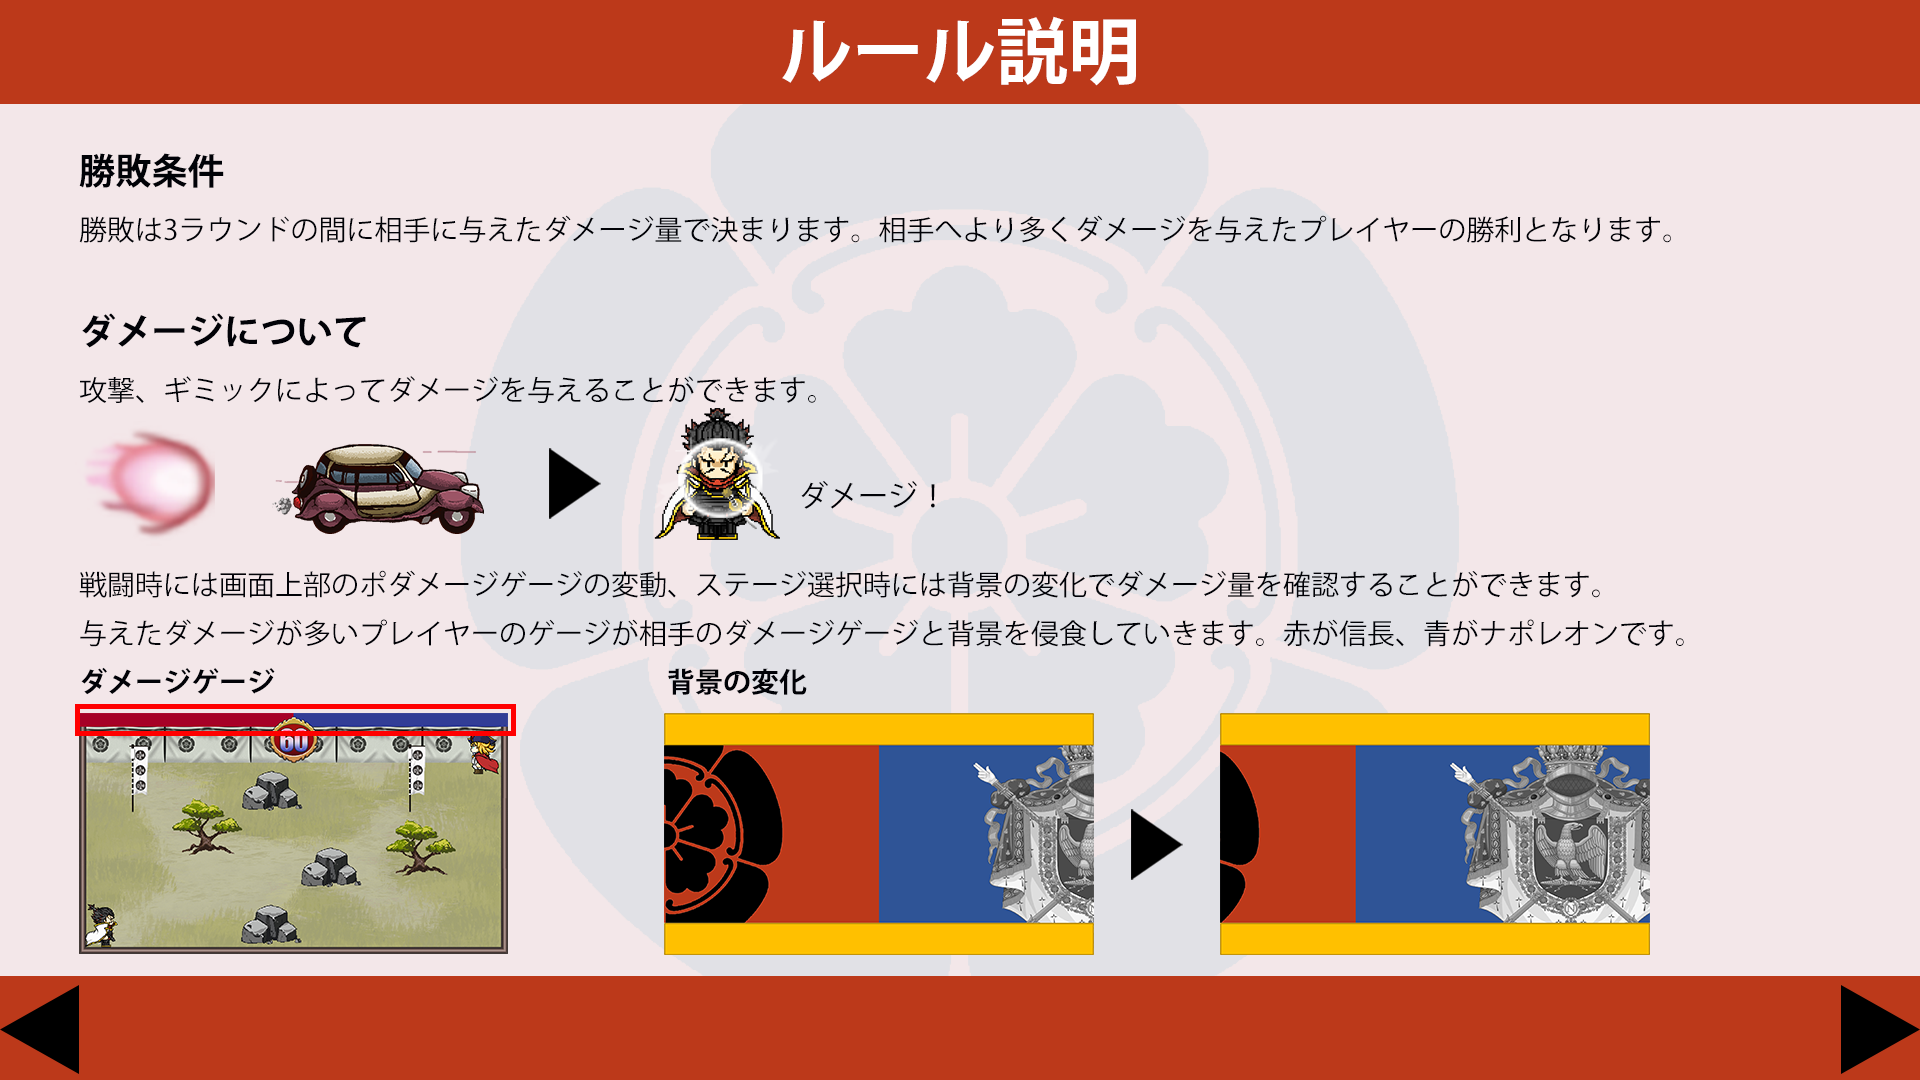 ルール説明
勝敗条件
勝敗は3ラウンドの間に相手に与えたダメージ量で決まります。相手へより多くダメージを与えたプレイヤーの勝利となります。
ダメージについて
攻撃、ギミックによってダメージを与えることができます。
ダメージ！
戦闘時には画面上部のポダメージゲージの変動、ステージ選択時には背景の変化でダメージ量を確認することができます。
与えたダメージが多いプレイヤーのゲージが相手のダメージゲージと背景を侵食していきます。赤が信長、青がナポレオンです。
ダメージゲージ
背景の変化
60
N